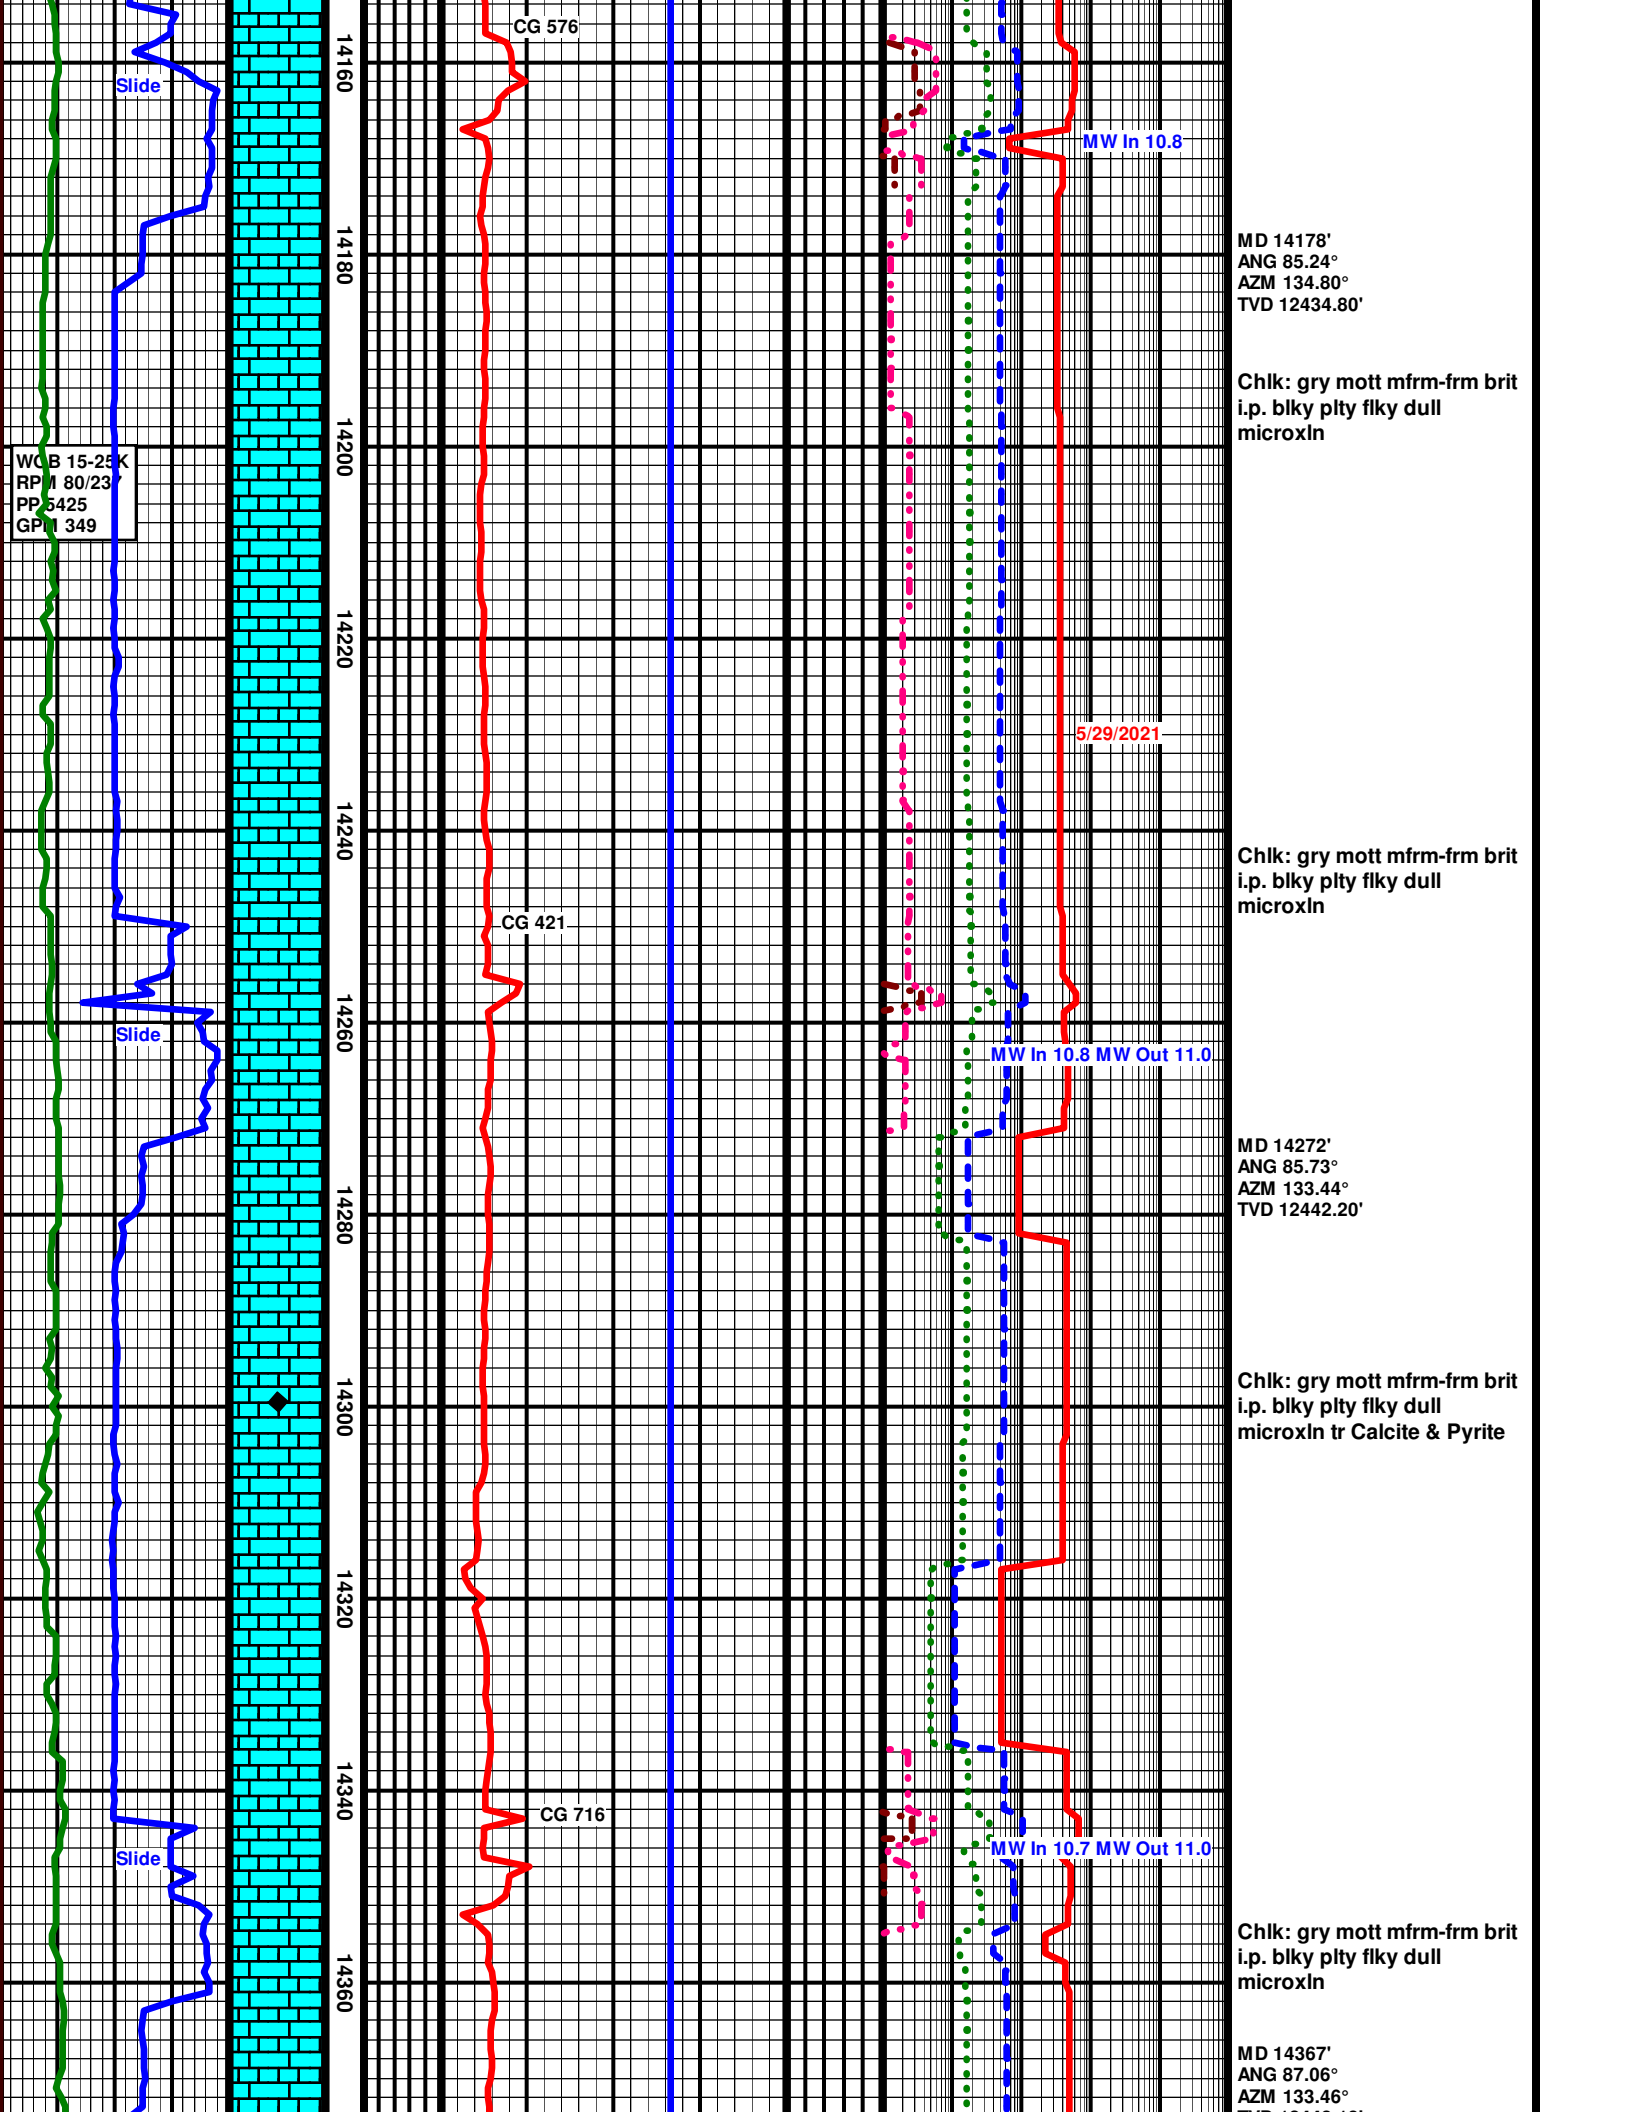 CG 576
14160
Slide
MW In 10.8
MD 14178'
ANG 85.24°
AZM 134.80°
TVD 12434.80'
14180
Chlk: gry mott mfrm-frm brit
i.p. blky plty flky dull
microxln
14200
WOB 15-25K
RPM 80/237
PP 5425
GPM 349
14220
5/29/2021
14240
Chlk: gry mott mfrm-frm brit
i.p. blky plty flky dull
microxln
CG 421
14260
Slide
MW In 10.8 MW Out 11.0
MD 14272'
ANG 85.73°
AZM 133.44°
TVD 12442.20'
14280
Chlk: gry mott mfrm-frm brit
i.p. blky plty flky dull
microxln tr Calcite & Pyrite
14300
14320
14340
CG 716
Slide
MW In 10.7 MW Out 11.0
Chlk: gry mott mfrm-frm brit
i.p. blky plty flky dull
microxln
14360
MD 14367'
ANG 87.06°
AZM 133.46°